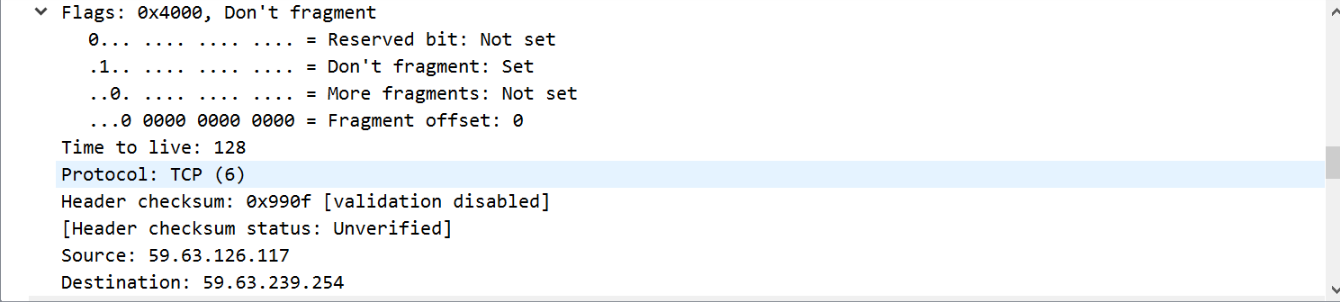 Flags: 0x4000, Don't fragment
0... .... .... .... = Reserved bit: Not set
.1.. .... .... .... = Don't fragment: Set
..0. .... .... .... = More fragments: Not set
...0 0000 0000 0000 = Fragment offset: 0
Time to live: 128
Protocol: TCP (6)
Header checksum: 0x990f [validation disabled]
[Header checksum status: Unverified]
Source: 59.63.126.117
Destination: 59.63.239.254